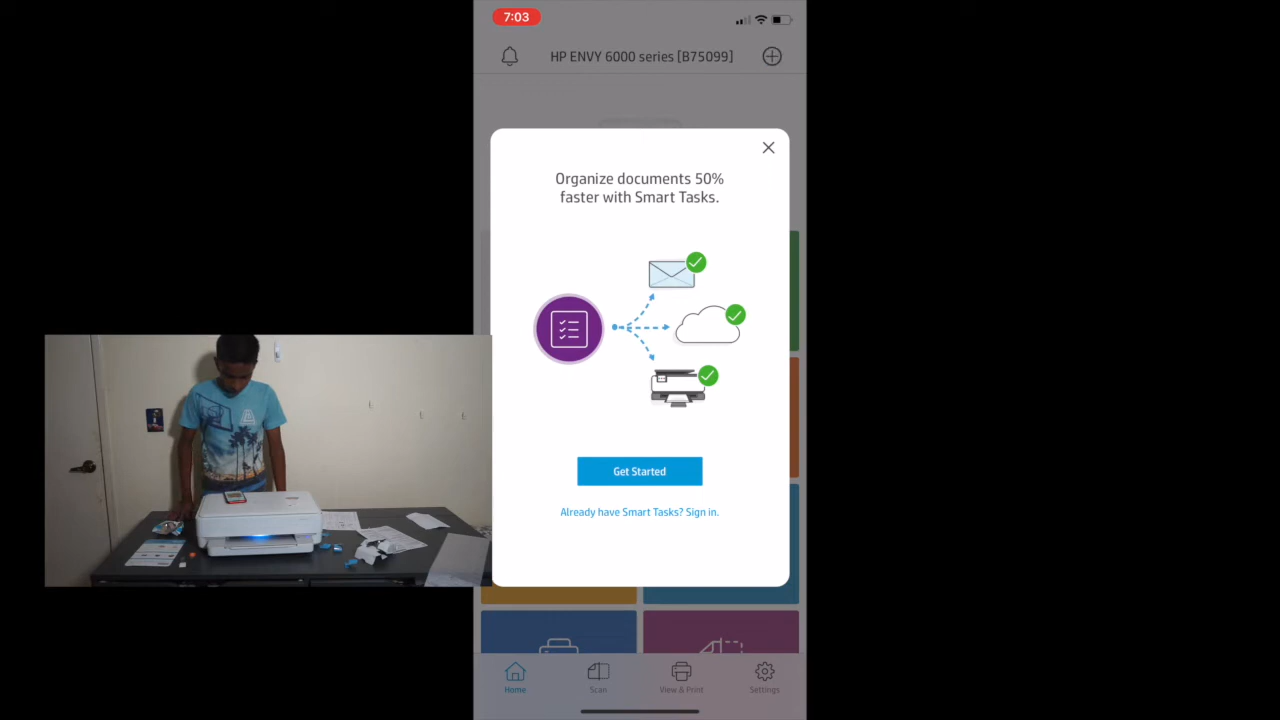 7:03
HP ENVY 6000 series [B75099]
Organize documents 50%
faster with Smart Tasks.
Get Started
Already have Smart Tasks? Sign in.
Home
Scan
View & Print
Settings